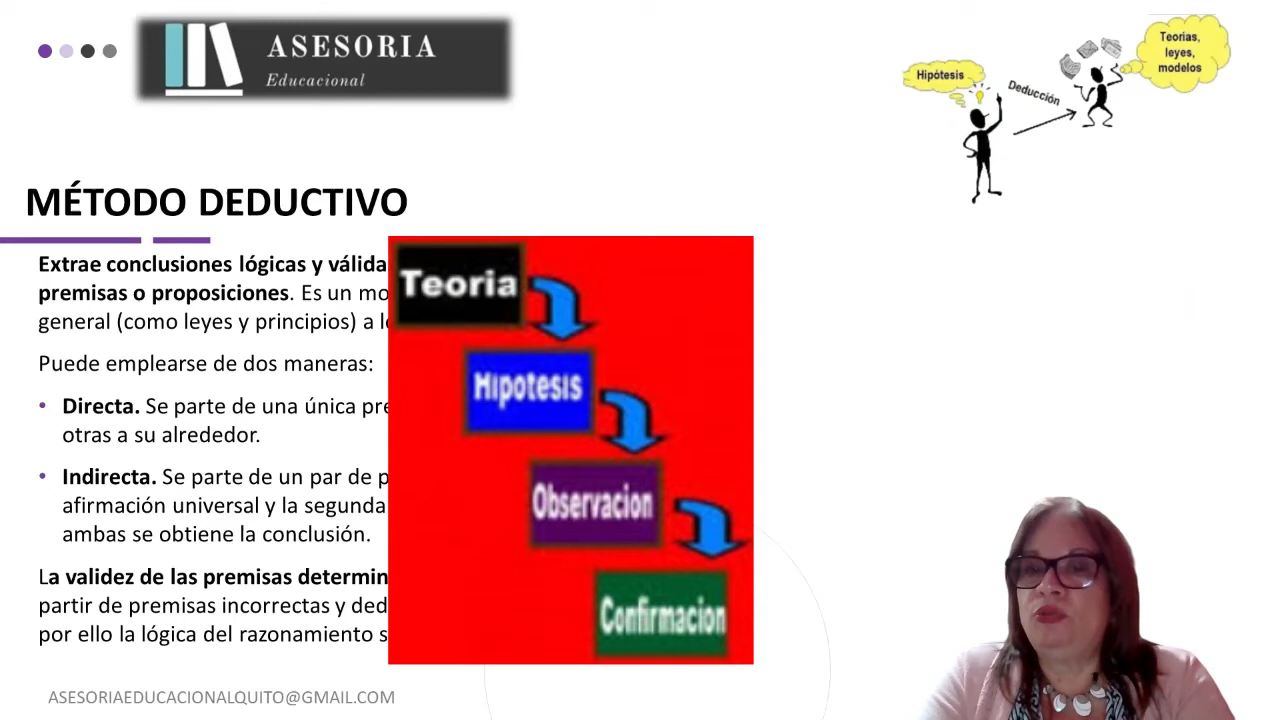 ASESORIA
Educacional
Hipótesis
Deducción
Teorías,
leyes,
modelos
MÉTODO DEDUCTIVO
Extrae conclusiones lógicas y válida
premisas o proposiciones. Es un mo
general (como leyes y principios) a l
Puede emplearse de dos maneras:
• Directa. Se parte de una única pre
otras a su alrededor.
• Indirecta. Se parte de un par de p
afirmación universal y la segunda
ambas se obtiene la conclusión.
La validez de las premisas determin
partir de premisas incorrectas y ded
por ello la lógica del razonamiento s
Teoría
Hipotesis
Observacion
Confirmacion
ASESORIAEDUCACIONALQUITO@GMAIL.COM